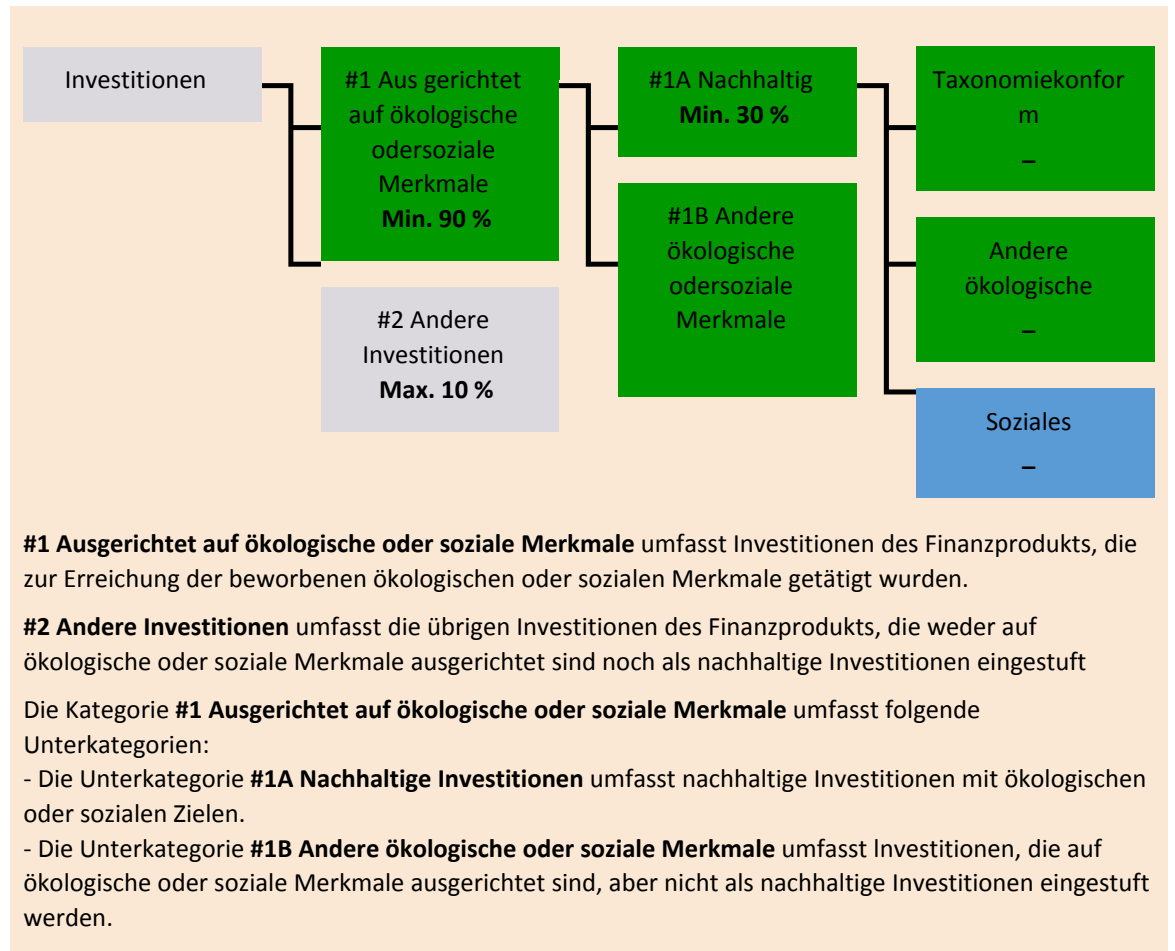 Investitionen
#1 Aus gerichtet
auf ökologische
odersoziale
Merkmale
Min. 90 %
#2 Andere
Investitionen
Max. 10 %
#1A Nachhaltig
Min. 30 %
#1B Andere
ökologische
odersoziale
Merkmale
Taxonomiekonfor
m
–
Andere
ökologische
–
Soziales
–
#1 Ausgerichtet auf ökologische oder soziale Merkmale umfasst Investitionen des Finanzprodukts, die
zur Erreichung der beworbenen ökologischen oder sozialen Merkmale getätigt wurden.
#2 Andere Investitionen umfasst die übrigen Investitionen des Finanzprodukts, die weder auf
ökologische oder soziale Merkmale ausgerichtet sind noch als nachhaltige Investitionen eingestuft
Die Kategorie #1 Ausgerichtet auf ökologische oder soziale Merkmale umfasst folgende
Unterkategorien:
- Die Unterkategorie #1A Nachhaltige Investitionen umfasst nachhaltige Investitionen mit ökologischen
oder sozialen Zielen.
- Die Unterkategorie #1B Andere ökologische oder soziale Merkmale umfasst lnvestitionen, die auf
ökologische oder soziale Merkmale ausgerichtet sind, aber nicht als nachhaltige Investitionen eingestuft
werden.